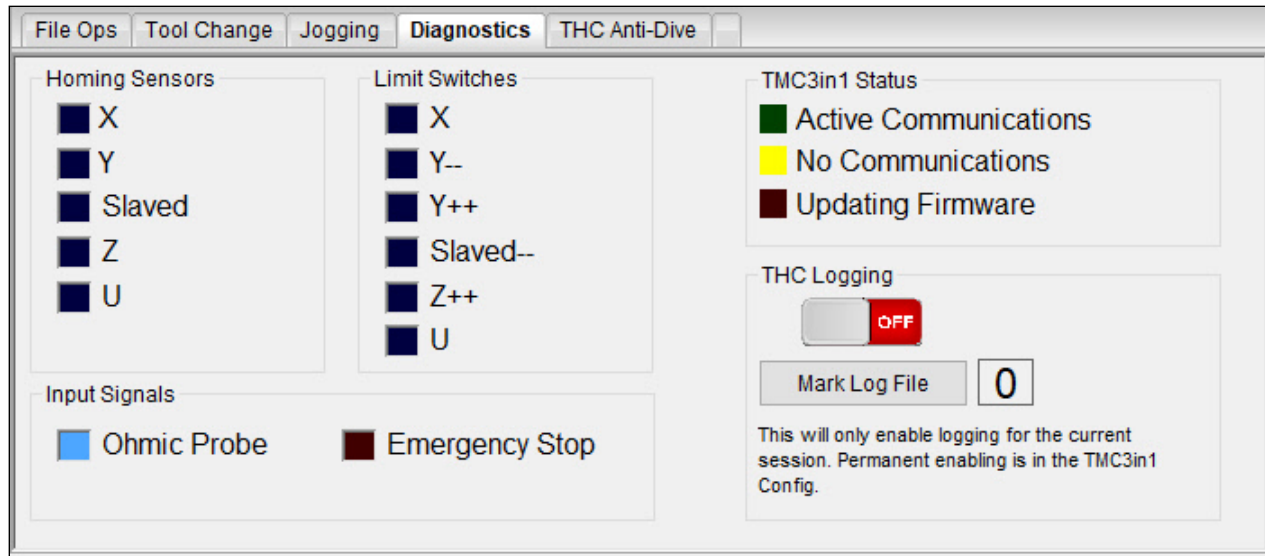 File Ops
Tool Change
Jogging
Diagnostics
THC Anti-Dive
Homing Sensors
X
Y
Slaved
Z
U
Limit Switches
X
Y--
Y++
Slaved--
Z++
U
Input Signals
Ohmic Probe
Emergency Stop
TMC3in1 Status
Active Communications
No Communications
Updating Firmware
THC Logging
OFF
Mark Log File
0
This will only enable logging for the current
session. Permanent enabling is in the TMC3in1
Config.